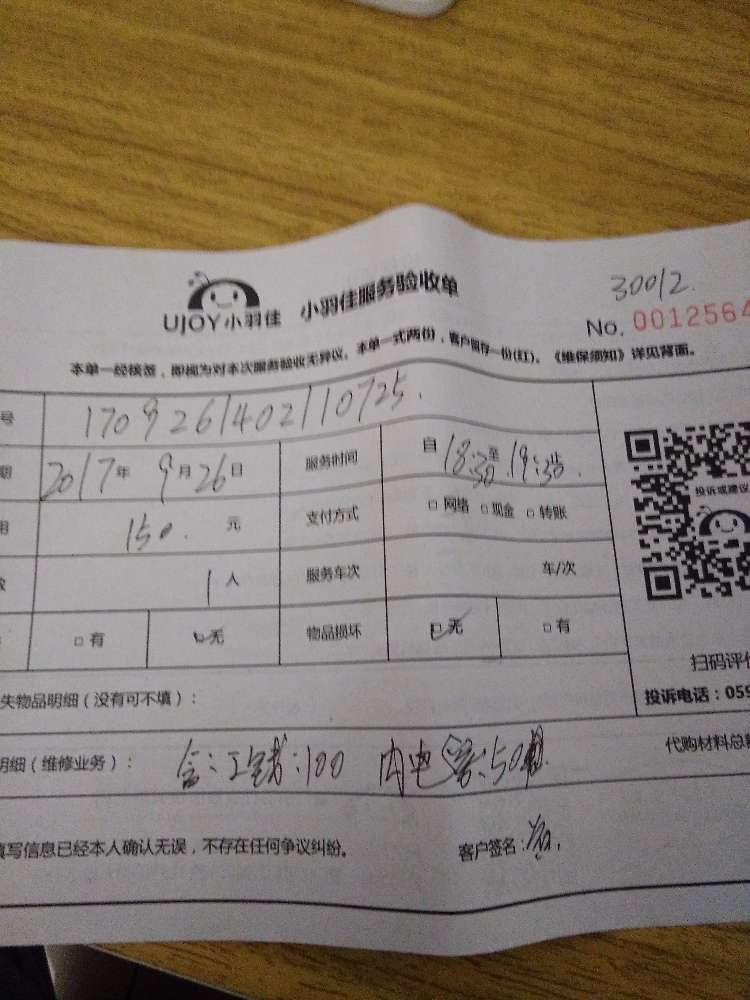 30012
UJOY小羽佳 小羽佳服务验收单
No. 0012564
本单一经核签，即视为对本次服务验收无异议。本单一式两份，客户留存一份(红)。《维保须知》详见背面。
号 1709261402110725.
期 2017年9月26日 服务时间 自18:30至19:30
用 150. 元 支付方式 □网络 □现金 □转账
1人 服务车次 车/次
□有 □无 物品损坏 □无 □有
投诉或建议
扫码评价
失物品明细（没有可不填）：
投诉电话：059
明细（维修业务）： 含:工钱:100 内电容:50
代购材料总
填写信息已经本人确认无误，不存在任何争议纠纷。 客户签名：